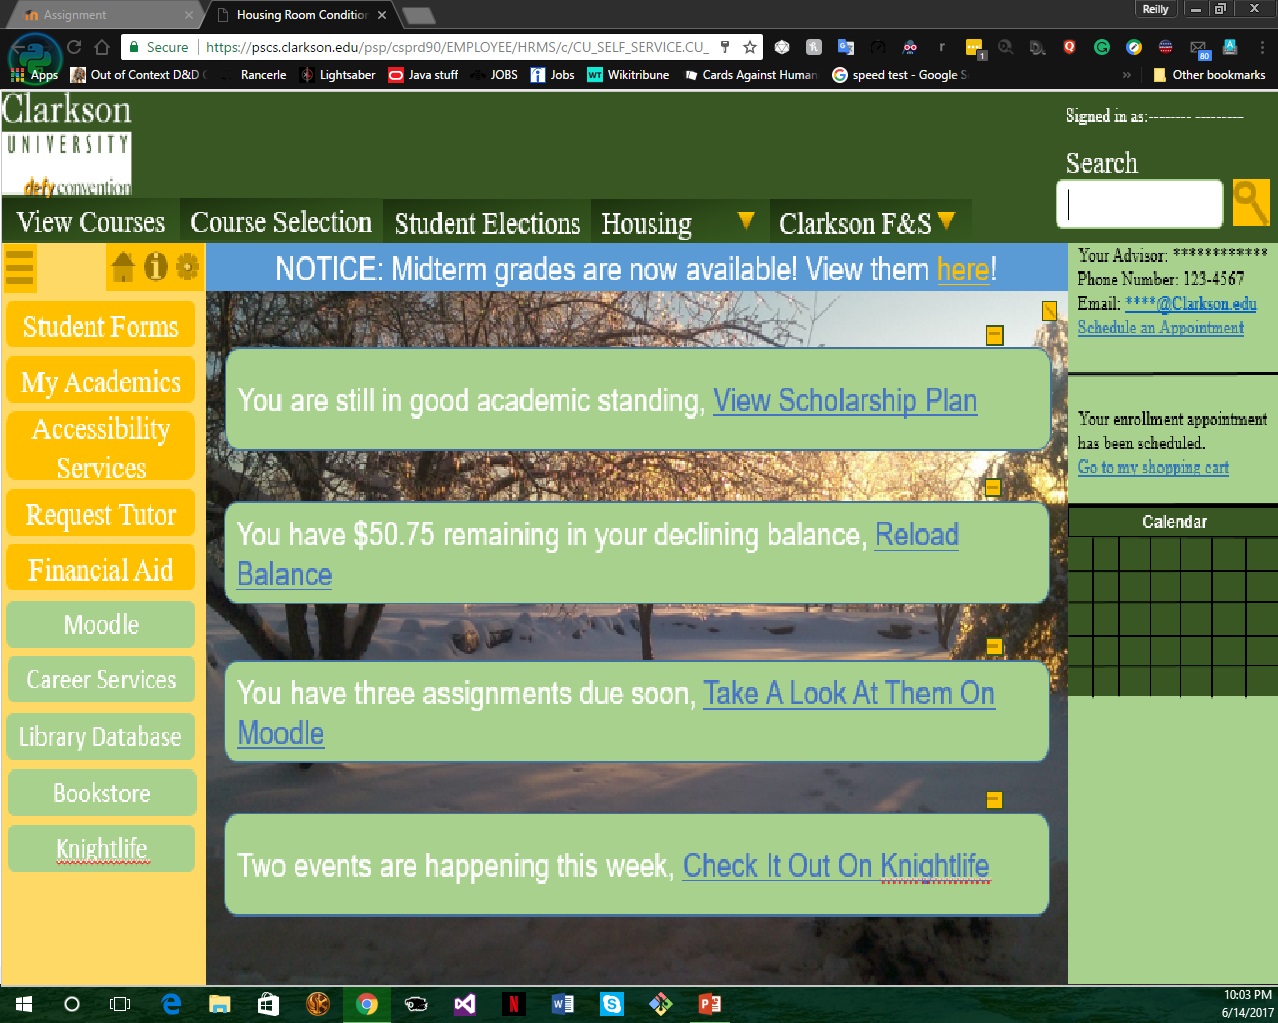 Assignment
Housing Room Condition
Reilly
Secure
https://pscs.clarkson.edu/psp/csprd90/EMPLOYEE/HRMS/c/CU_SELF_SERVICE.CU_
Apps
Out of Context D&D
Rancerle
Lightsaber
Java stuff
JOBS
Jobs
Wikitribune
Cards Against Human
speed test - Google S
Other bookmarks
Clarkson
UNIVERSITY
defy convention
Signed in as:-------- ---------
Search
View Courses
Course Selection
Student Elections
Housing
Clarkson F&S
NOTICE: Midterm grades are now available! View them here!
Student Forms
My Academics
Accessibility
Services
Request Tutor
Financial Aid
Moodle
Career Services
Library Database
Bookstore
Knightlife
You are still in good academic standing, View Scholarship Plan
You have $50.75 remaining in your declining balance, Reload
Balance
You have three assignments due soon, Take A Look At Them On
Moodle
Two events are happening this week, Check It Out On Knightlife
Your Advisor: ************
Phone Number: 123-4567
Email: ****@Clarkson.edu
Schedule an Appointment
Your enrollment appointment
has been scheduled.
Go to my shopping cart
Calendar
10:03 PM
6/14/2017